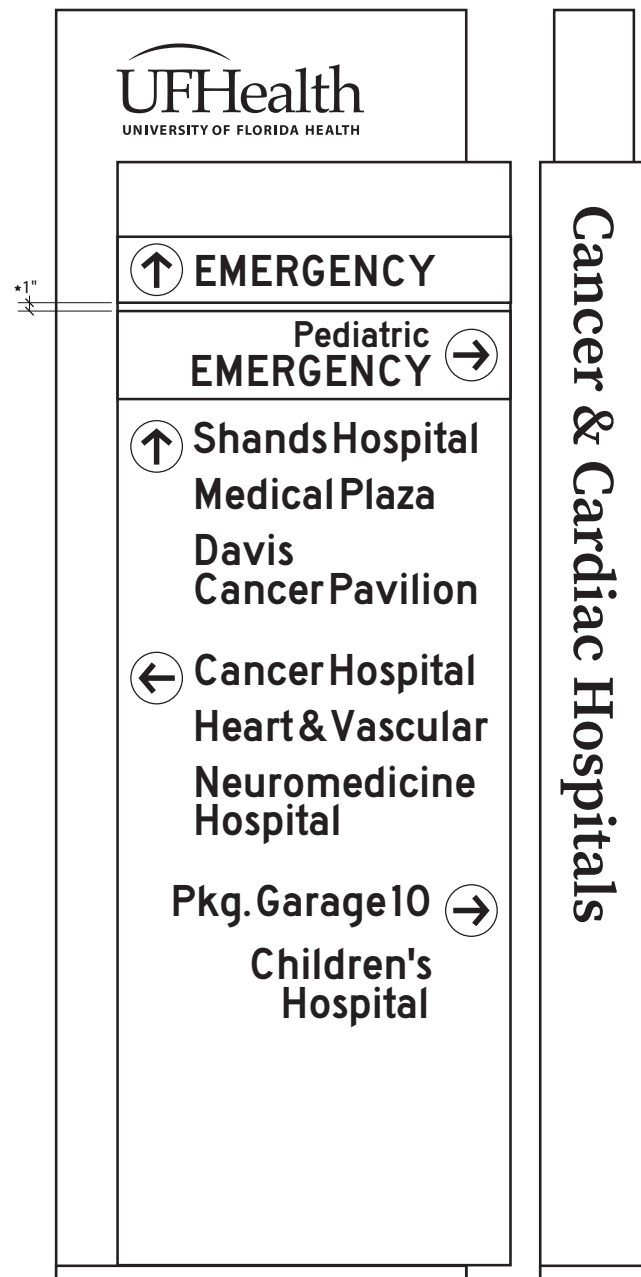 UFHealth
UNIVERSITY OF FLORIDA HEALTH
↑ EMERGENCY
★1"
Pediatric
EMERGENCY →
↑ Shands Hospital
Medical Plaza
Davis
Cancer Pavilion
← Cancer Hospital
Heart & Vascular
Neuromedicine
Hospital
Pkg. Garage 10 →
Children's
Hospital
Cancer & Cardiac Hospitals